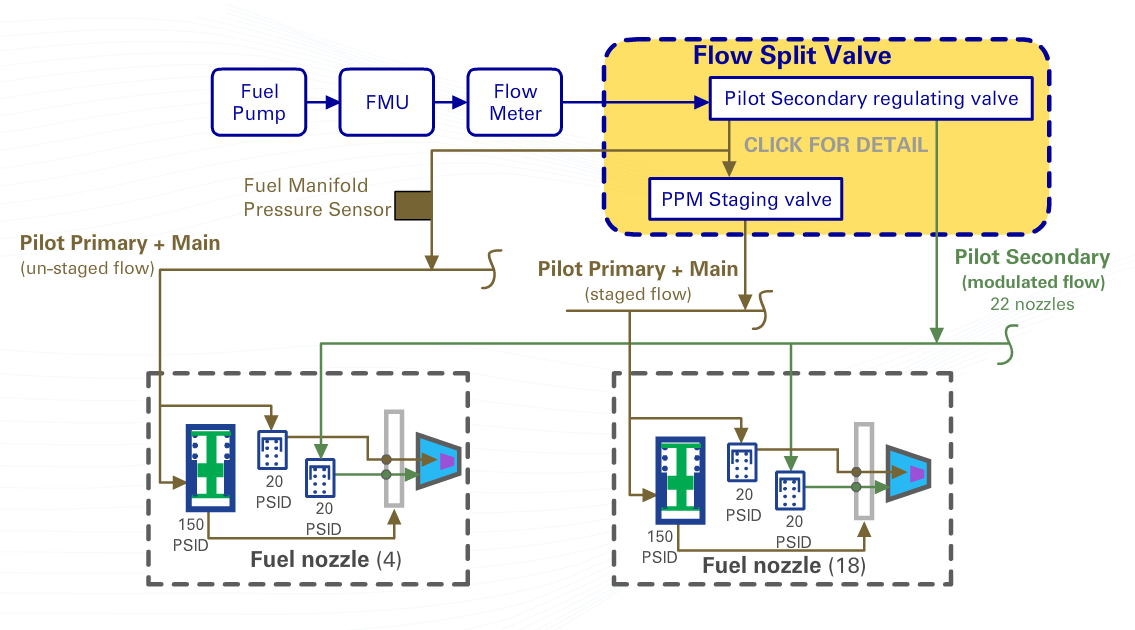 Flow Split Valve
Fuel
Pump
FMU
Flow
Meter
Pilot Secondary regulating valve
CLICK FOR DETAIL
Fuel Manifold
Pressure Sensor
PPM Staging valve
Pilot Primary + Main
(un-staged flow)
Pilot Primary + Main
(staged flow)
Pilot Secondary
(modulated flow)
22 nozzles
20
PSID
20
PSID
150
PSID
Fuel nozzle (4)
20
PSID
20
PSID
150
PSID
Fuel nozzle (18)